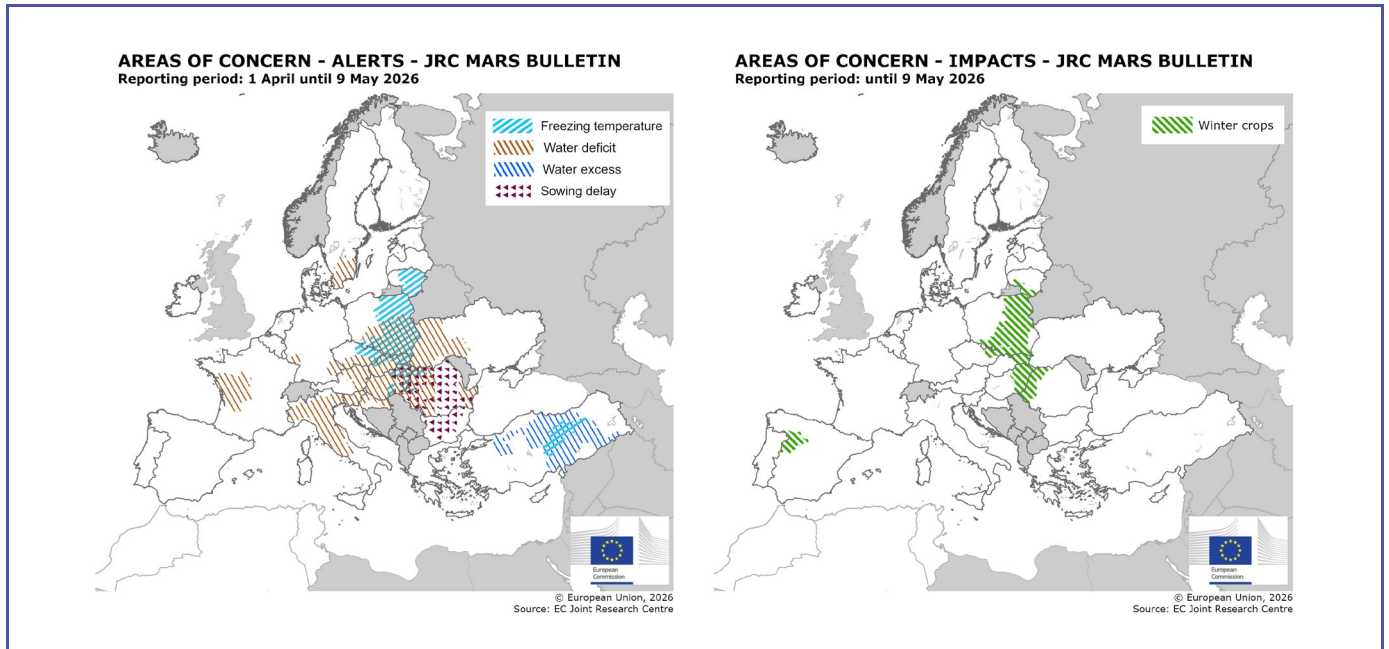 AREAS OF CONCERN - ALERTS - JRC MARS BULLETIN
Reporting period: 1 April until 9 May 2026
Freezing temperature
Water deficit
Water excess
Sowing delay
European
Commission
© European Union, 2026
Source: EC Joint Research Centre
AREAS OF CONCERN - IMPACTS - JRC MARS BULLETIN
Reporting period: until 9 May 2026
Winter crops
European
Commission
© European Union, 2026
Source: EC Joint Research Centre